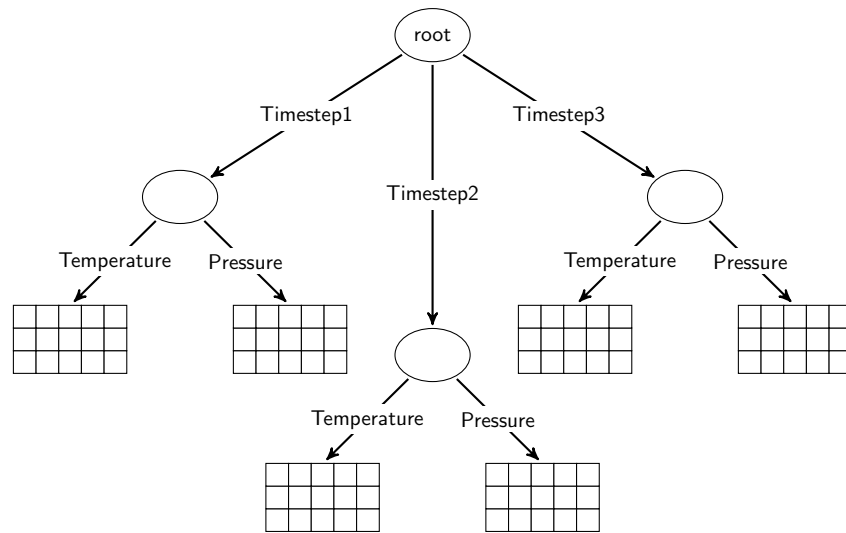 root
Timestep1
Timestep3
Timestep2
Temperature
Pressure
Temperature
Pressure
Temperature
Pressure